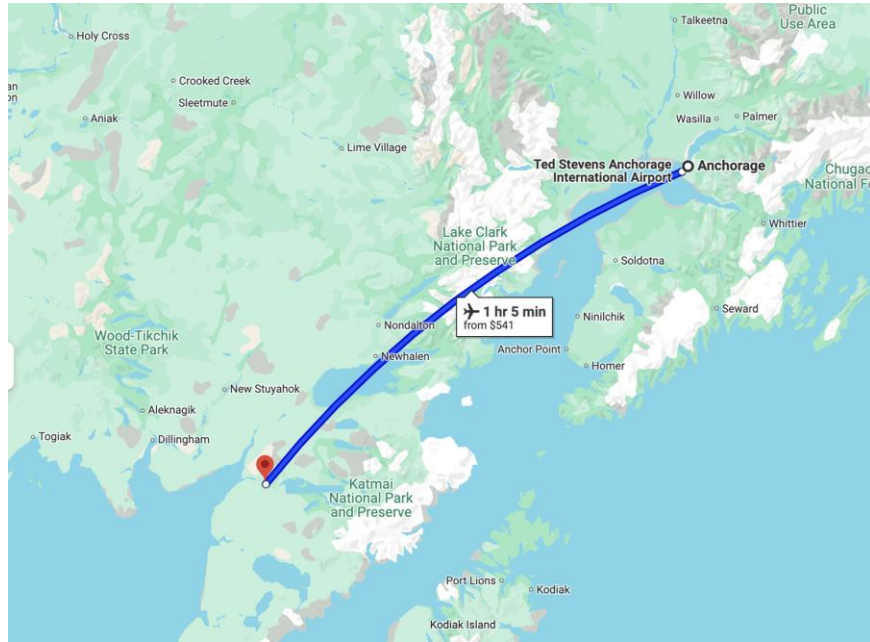 Talkeetna
Public
Use Area
Holy Cross
Crooked Creek
Sleetmute
Willow
Wasilla
Palmer
Aniak
Lime Village
Ted Stevens Anchorage
International Airport
Anchorage
National
Whittier
Lake Clark
National Park
and Preserve
Soldotna
1 hr 5 min
from $541
Seward
Ninilchik
Nondalton
Wood-Tikchik
State Park
Newhalen
Anchor Point
Homer
New Stuyahok
Aleknagik
Togiak
Dillingham
Katmai
National Park
and Preserve
Port Lions
Kodiak
Kodiak Island